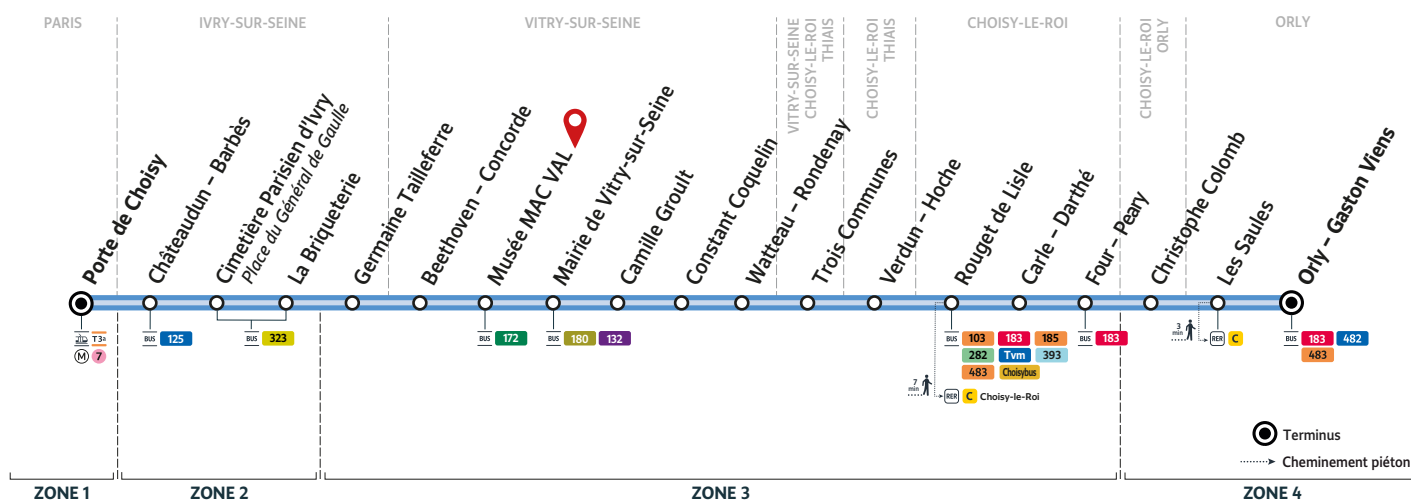 PARIS
IVRY-SUR-SEINE
VITRY-SUR-SEINE
VITRY-SUR-SEINE
CHOISY-LE-ROI
THIAIS
CHOISY-LE-ROI
THIAIS
CHOISY-LE-ROI
CHOISY-LE-ROI
ORLY
ORLY
Porte de Choisy
Châteaudun – Barbès
Cimetière Parisien d'Ivry
Place du Général de Gaulle
La Briqueterie
Germaine Tailleferre
Beethoven – Concorde
Musée MAC VAL
Mairie de Vitry-sur-Seine
Camille Groult
Constant Coquelin
Watteau – Rondenay
Trois Communes
Verdun – Hoche
Rouget de Lisle
Carle – Darthé
Four – Peary
Christophe Colomb
Les Saules
Orly – Gaston Viens
T3a
M 7
BUS 125
BUS 323
BUS 172
BUS 180 132
BUS 103 183 185
282 Tvm 393
483 Choisybus
7 min
RER C Choisy-le-Roi
BUS 183
3 min
RER C
BUS 183 482
483
Terminus
Cheminement piéton
ZONE 1
ZONE 2
ZONE 3
ZONE 4